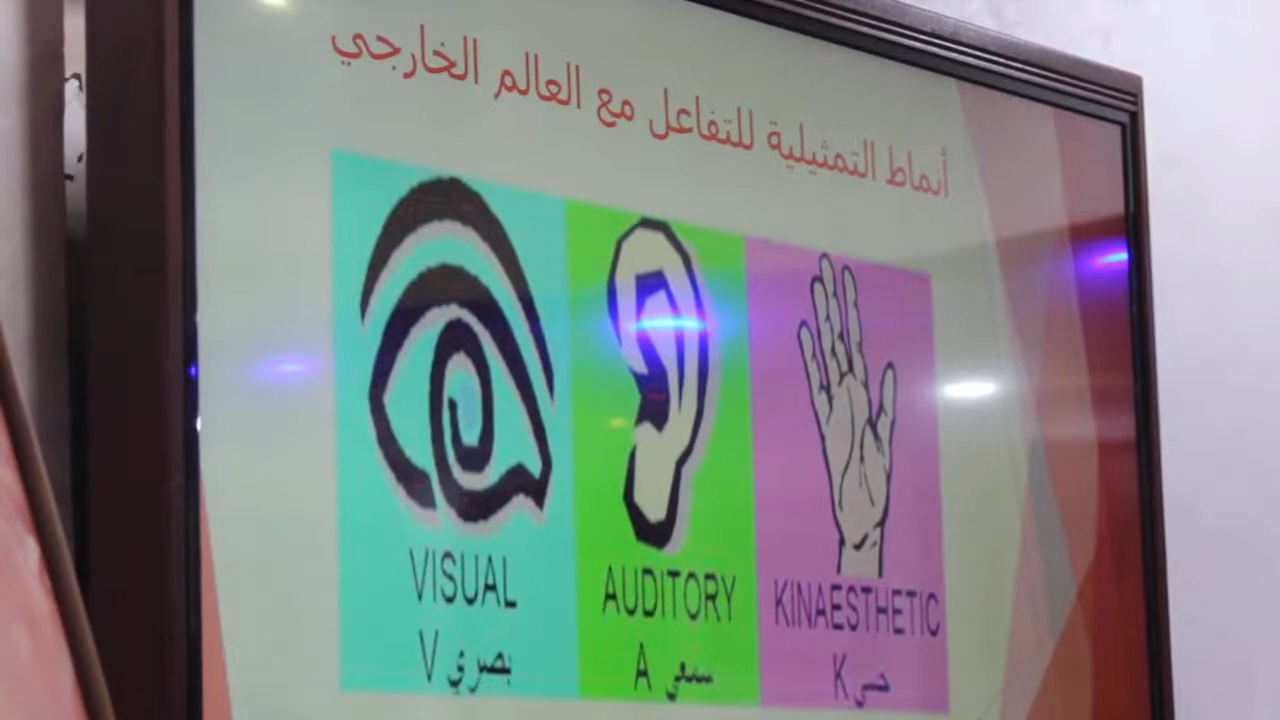 أنماط التمثيلية للتفاعل مع العالم الخارجي
VISUAL
بصري V
AUDITORY
سمعي A
KINAESTHETIC
حسي K